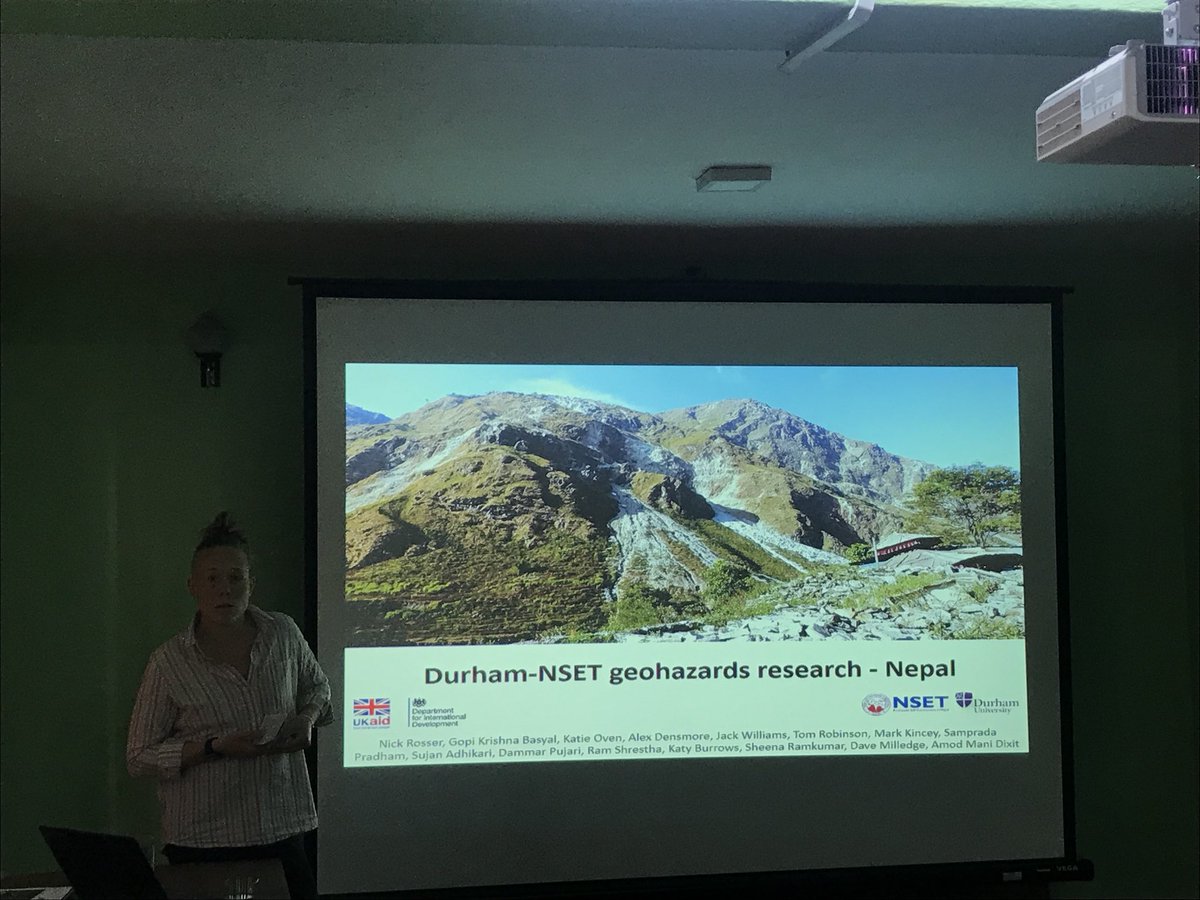 Durham-NSET geohazards research - Nepal
UKaid
Department
for International
Development
NSET
Durham
University
Nick Rosser, Gopi Krishna Basyal, Katie Oven, Alex Densmore, Jack Williams, Tom Robinson, Mark Kincey, Samprada
Pradham, Sujan Adhikari, Dammar Pujari, Ram Shrestha, Katy Burrows, Sheena Ramkumar, Dave Milledge, Amod Mani Dixit
VEGA